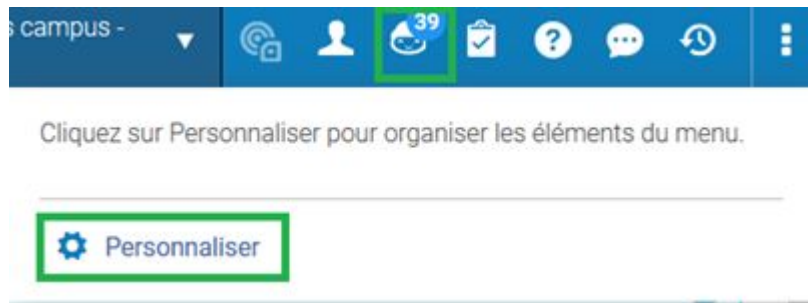 s campus -
39
Cliquez sur Personnaliser pour organiser les éléments du menu.
Personnaliser